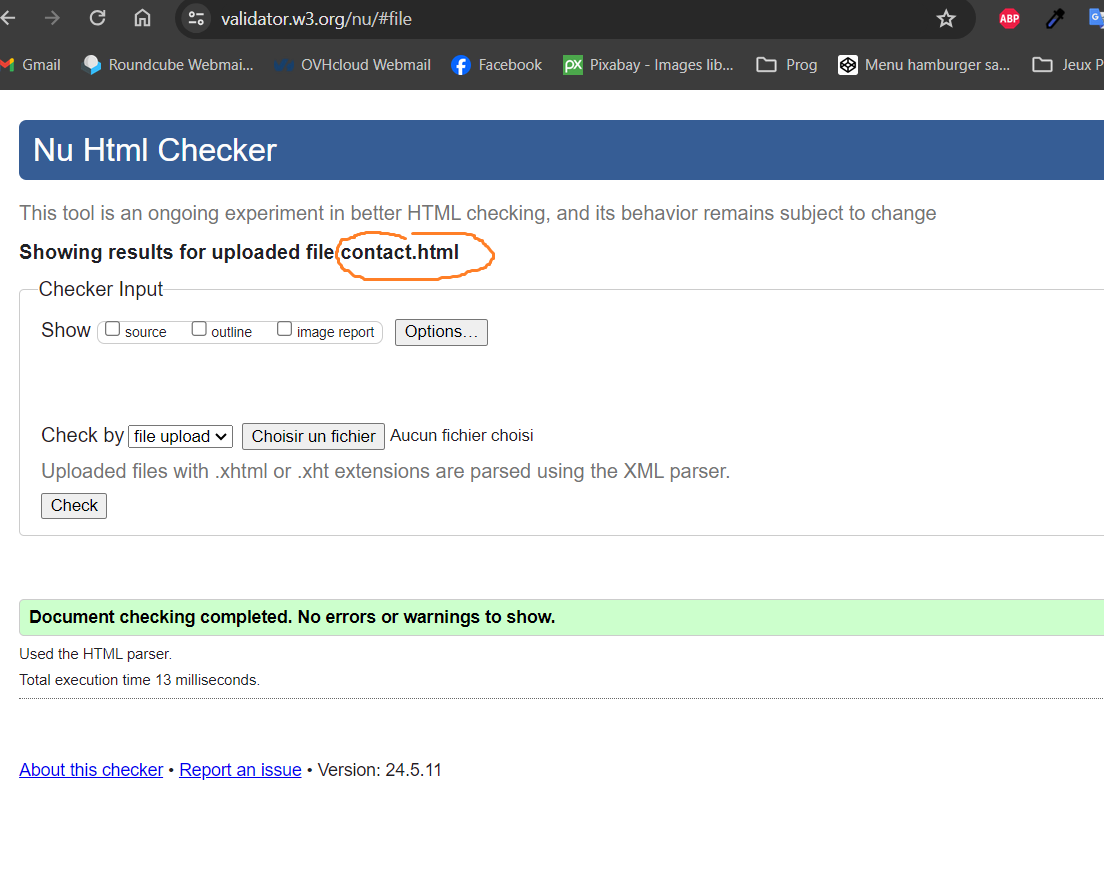 validator.w3.org/nu/#file
ABP
G
Gmail
Roundcube Webmai...
OVHcloud Webmail
Facebook
PX
Pixabay - Images lib...
Prog
Menu hamburger sa...
Jeux P
Nu Html Checker
This tool is an ongoing experiment in better HTML checking, and its behavior remains subject to change
Showing results for uploaded file contact.html
Checker Input
Show source outline image report Options…
Check by file upload Choisir un fichier Aucun fichier choisi
Uploaded files with .xhtml or .xht extensions are parsed using the XML parser.
Check
Document checking completed. No errors or warnings to show.
Used the HTML parser.
Total execution time 13 milliseconds.
About this checker • Report an issue • Version: 24.5.11